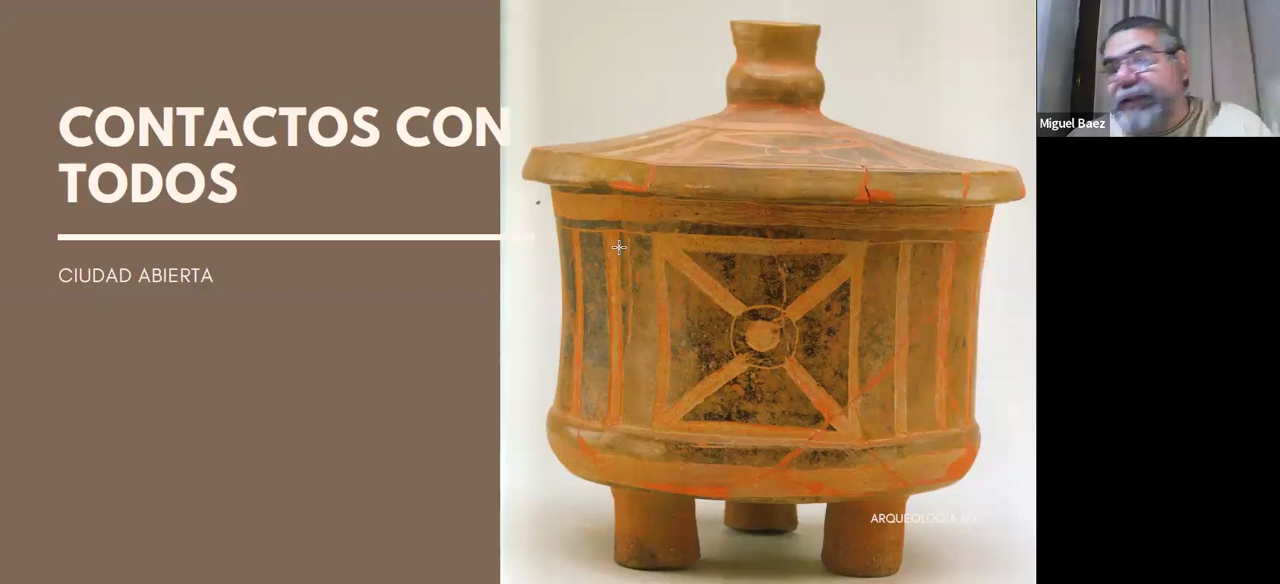 CONTACTOS CON
TODOS
CIUDAD ABIERTA
ARQUEOLOGÍA MX
Miguel Baez